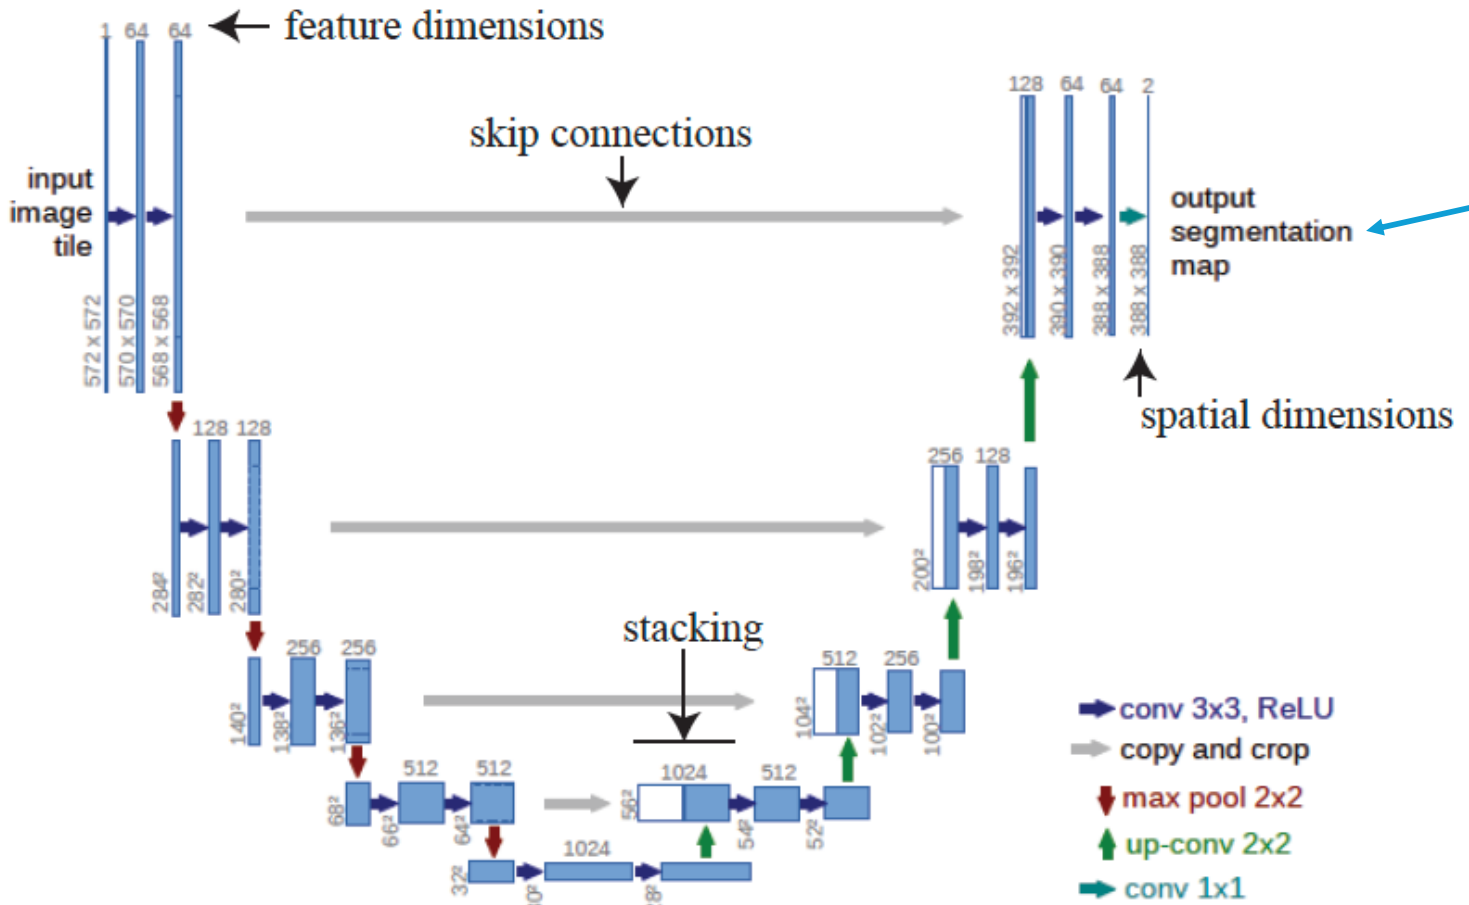 1 64 64
feature dimensions
skip connections
input
image
tile
572 x 572
570 x 570
568 x 568
128 64 64 2
output
segmentation
map
392 x 392
390 x 390
388 x 388
388 x 388
spatial dimensions
128 128
284²
282²
280²
256 128
200²
198²
196²
stacking
256 256
140²
138²
136²
512 256
104²
102²
100²
512 512
68²
66²
64²
1024 512
56²
54²
52²
1024
32²
conv 3x3, ReLU
copy and crop
max pool 2x2
up-conv 2x2
conv 1x1